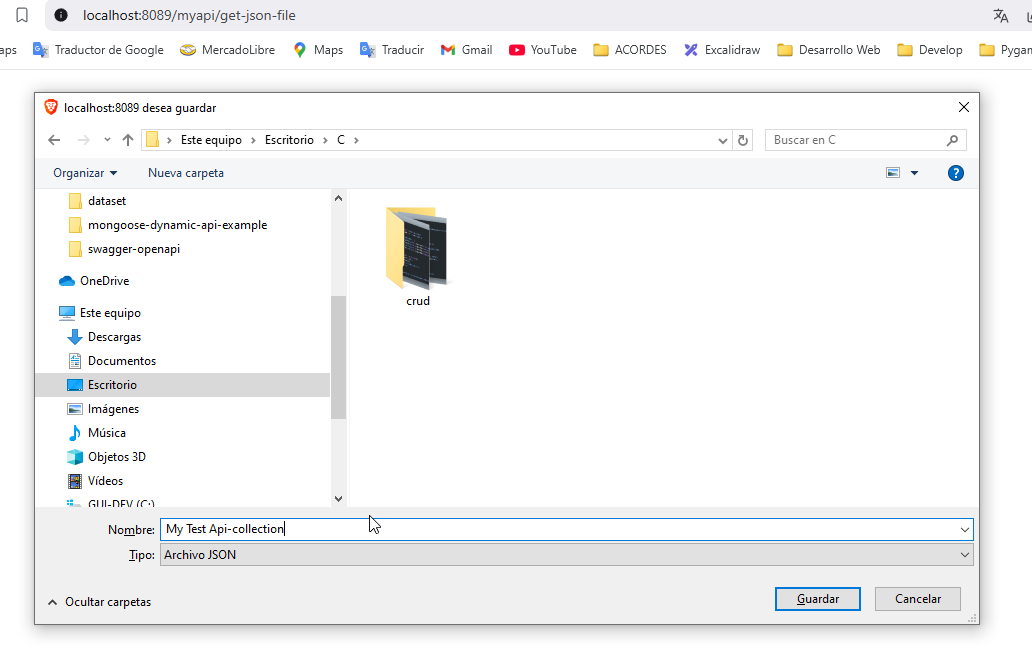 localhost:8089/myapi/get-json-file
aps Traductor de Google MercadoLibre Maps Traducir Gmail YouTube ACORDES Excalidraw Desarrollo Web Develop Pygam
localhost:8089 desea guardar
Este equipo Escritorio C
Buscar en C
Organizar Nueva carpeta
dataset
mongoose-dynamic-api-example
swagger-openapi
OneDrive
Este equipo
Descargas
Documentos
Escritorio
Imágenes
Música
Objetos 3D
Vídeos
GUI-DEV (C:)
crud
Nombre: My Test Api-collection
Tipo: Archivo JSON
Ocultar carpetas
Guardar Cancelar